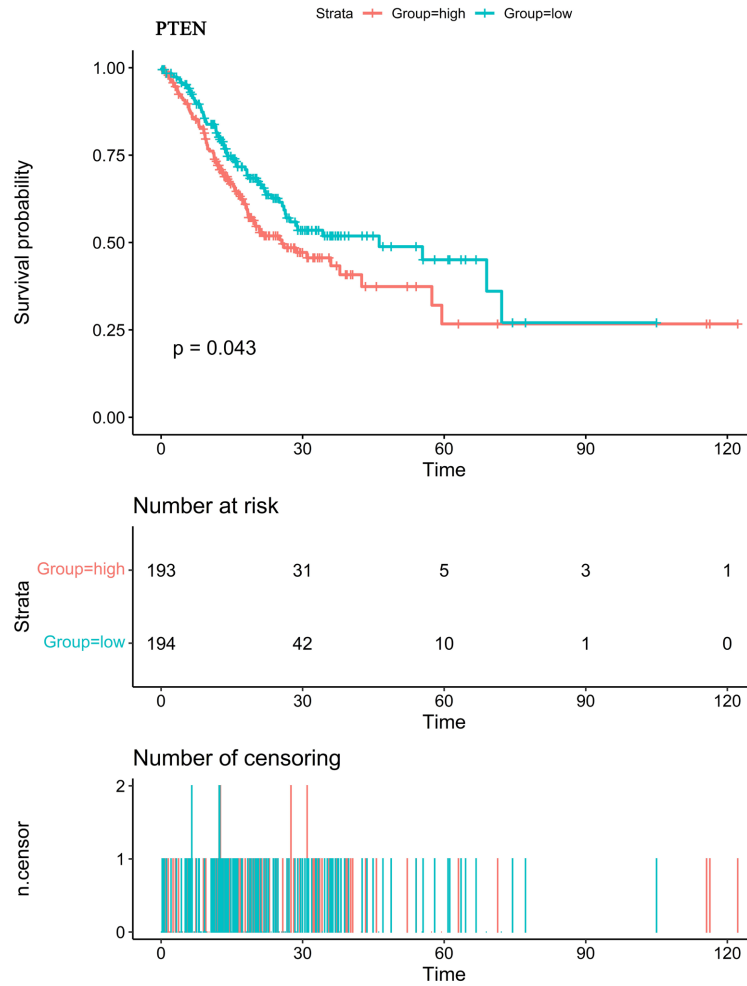 PTEN
Strata Group=high Group=low
1.00
0.75
0.50
0.25
0.00
Survival probability
p = 0.043
0 30 60 90 120
Time
Number at risk
Strata
Group=high 193 31 5 3 1
Group=low 194 42 10 1 0
0 30 60 90 120
Time
Number of censoring
n.censor
2
1
0
0 30 60 90 120
Time